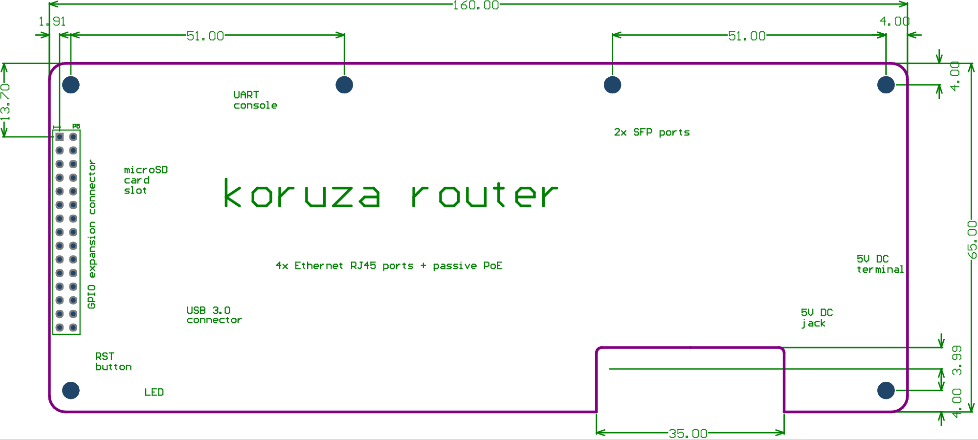 160.00
1.91
4.00
51.00
51.00
4.00
13.70
UART
console
2x SFP ports
1
P6
microSD
card
slot
GPIO expansion connector
koruza router
65.00
4x Ethernet RJ45 ports + passive PoE
5V DC
terminal
USB 3.0
connector
5V DC
jack
RST
button
3.99
LED
4.00
35.00